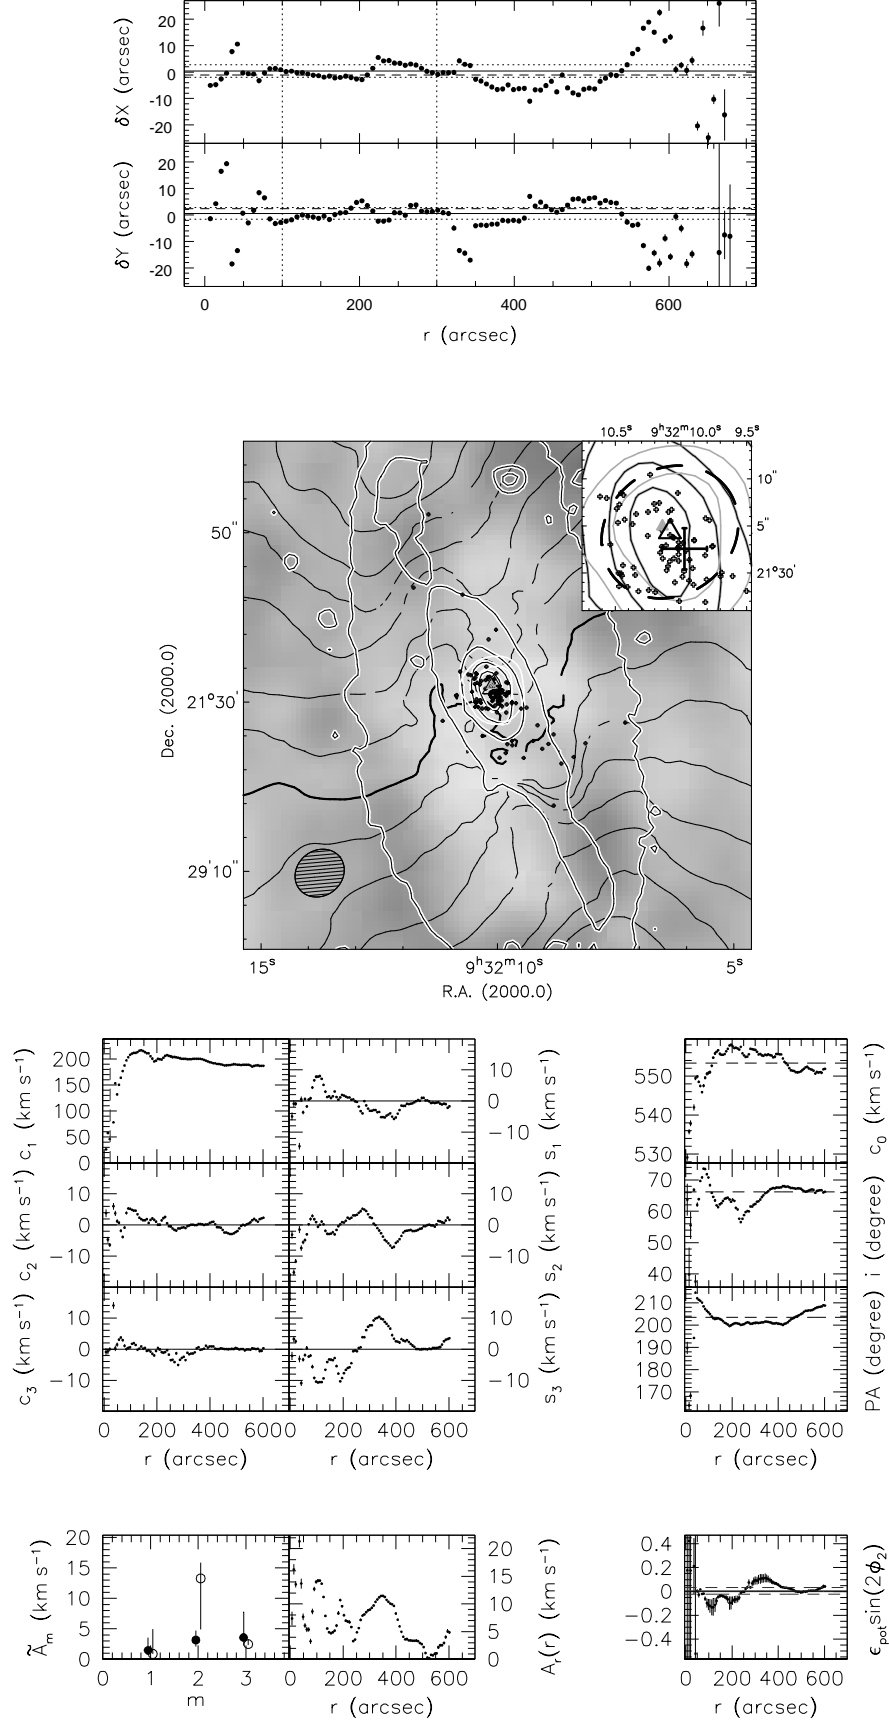 20
10
0
−10
−20
δX (arcsec)
20
10
0
−10
−20
δY (arcsec)
0 200 400 600
r (arcsec)
10.5ˢ 9ʰ32ᵐ10.0ˢ 9.5ˢ
10"
5"
21°30'
50"
21°30'
29'10"
Dec. (2000.0)
15ˢ 9ʰ32ᵐ10ˢ 5ˢ
R.A. (2000.0)
200
150
100
50
0
c₁ (km s⁻¹)
10
0
−10
s₁ (km s⁻¹)
550
540
530
c₀ (km s⁻¹)
10
0
−10
c₂ (km s⁻¹)
10
0
−10
s₂ (km s⁻¹)
70
60
50
40
i (degree)
10
0
−10
c₃ (km s⁻¹)
10
0
−10
s₃ (km s⁻¹)
210
200
190
180
170
PA (degree)
0 200 400 6000 200 400 600
0 200 400 600
r (arcsec) r (arcsec) r (arcsec)
20
15
10
5
0
Ãₘ (km s⁻¹)
1 2 3
m
20
15
10
5
0
Aᵣ(r) (km s⁻¹)
0 200 400 600
r (arcsec)
0.4
0.2
0
−0.2
−0.4
ϵpotsin(2ϕ₂)
0 200 400 600
r (arcsec)